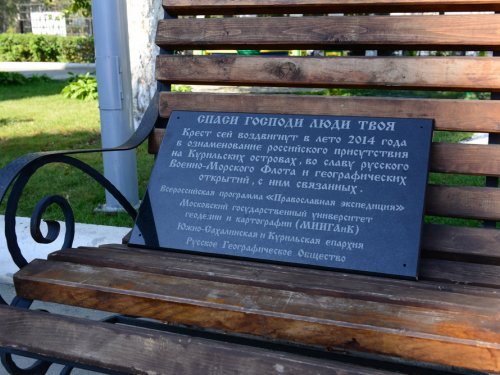 СПАСИ ГОСПОДИ ЛЮДИ ТВОЯ
Крест сей воздвигнут в лето 2014 года
в ознаменование российского присутствия
на Курильских островах, во славу русского
Военно-Морского Флота и географических
открытий, с ним связанных.
Всероссийская программа «Православная экспедиция»
Московский государственный университет
геодезии и картографии (МИИГАиК)
Южно-Сахалинская и Курильская епархия
Русское Географическое Общество